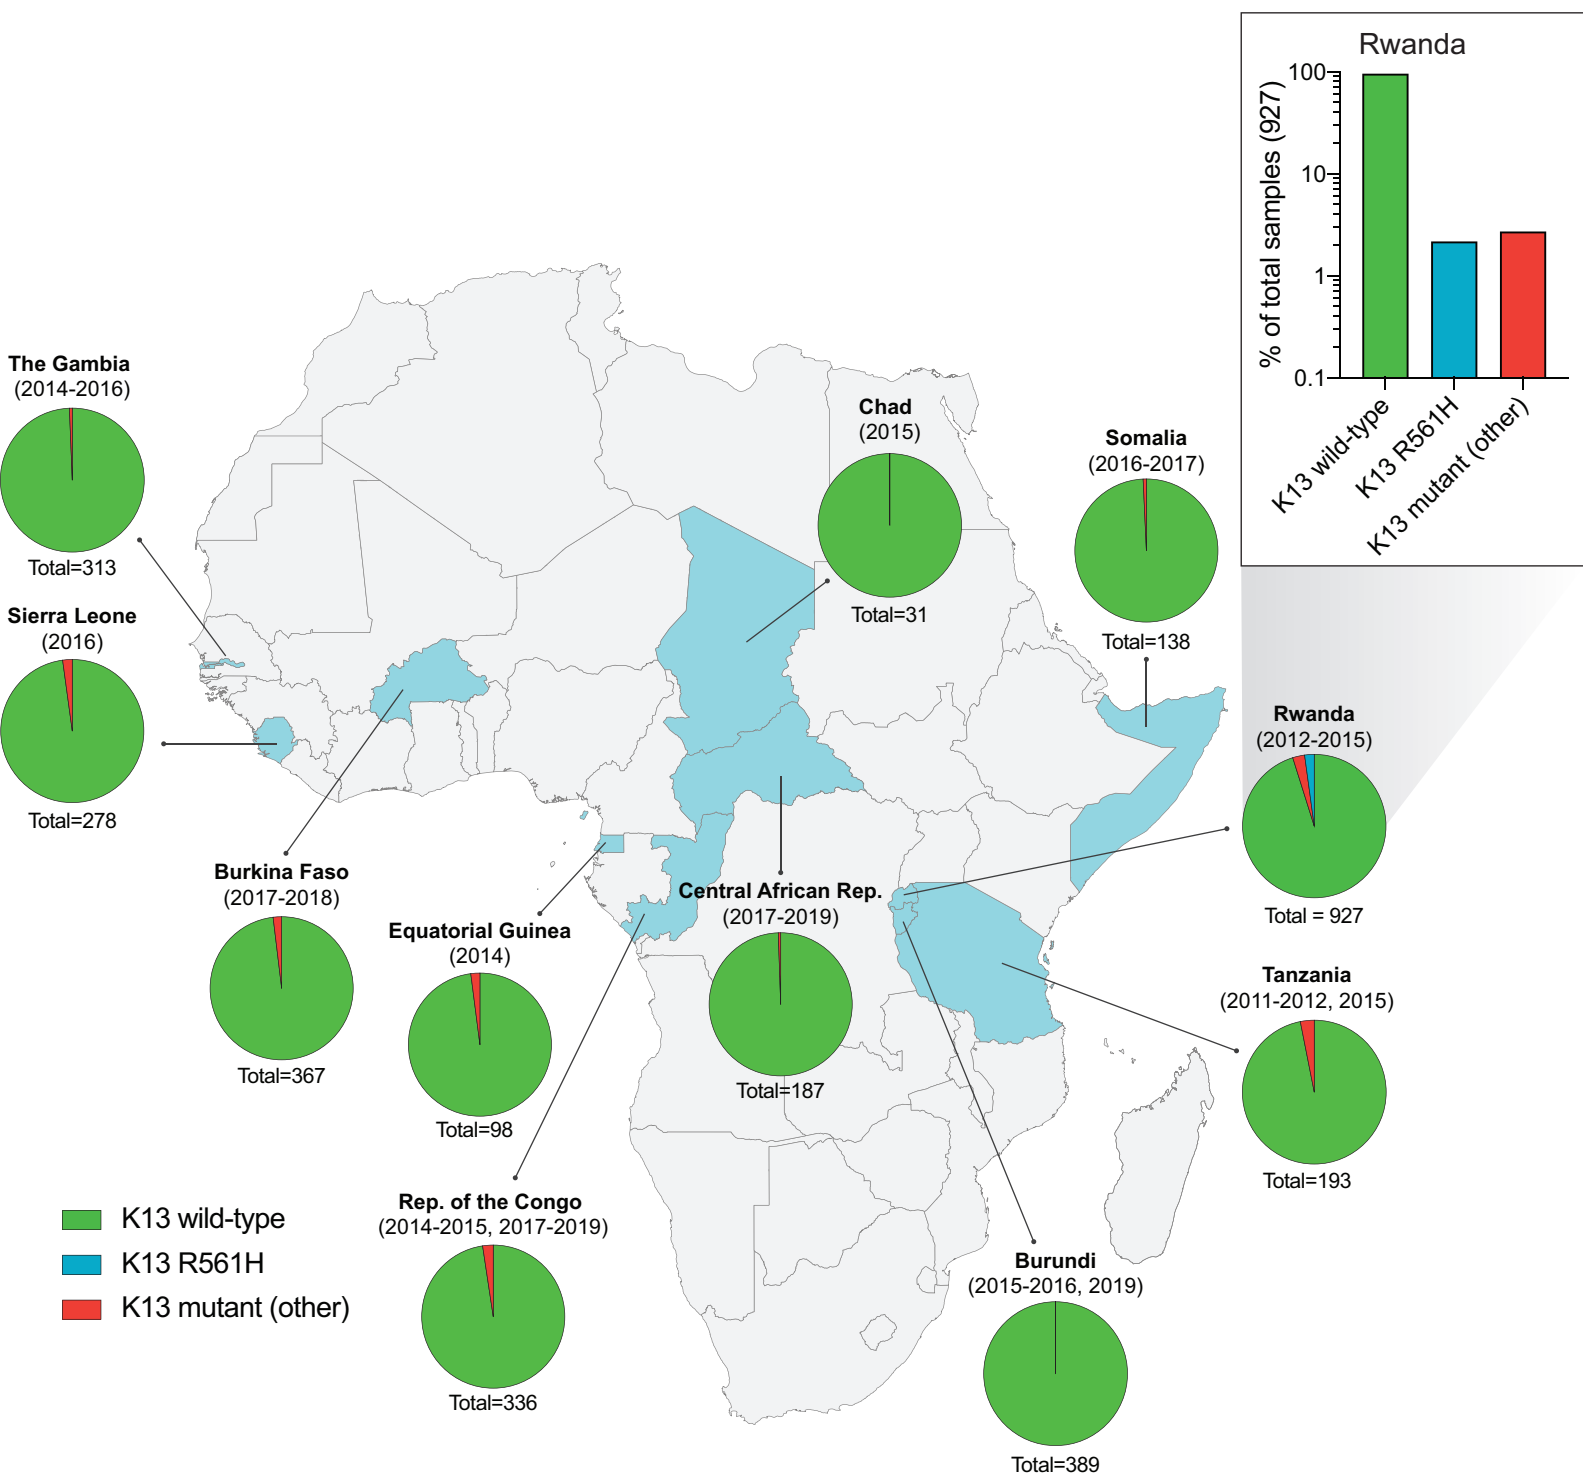 Rwanda
% of total samples (927)
100
10
1
0.1
K13 wild-type
K13 R561H
K13 mutant (other)
The Gambia
(2014-2016)
Total=313
Sierra Leone
(2016)
Total=278
Burkina Faso
(2017-2018)
Total=367
Equatorial Guinea
(2014)
Total=98
Rep. of the Congo
(2014-2015, 2017-2019)
Total=336
Chad
(2015)
Total=31
Central African Rep.
(2017-2019)
Total=187
Somalia
(2016-2017)
Total=138
Rwanda
(2012-2015)
Total = 927
Tanzania
(2011-2012, 2015)
Total=193
Burundi
(2015-2016, 2019)
Total=389
K13 wild-type
K13 R561H
K13 mutant (other)